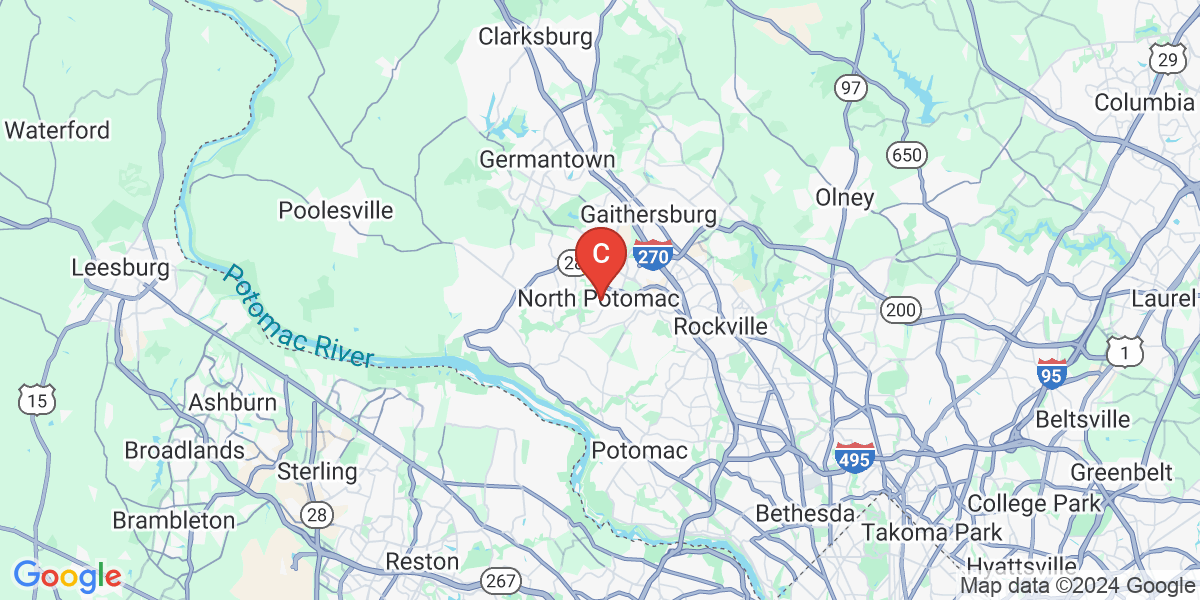 Clarksburg
29
97
Columbia
Waterford
650
Germantown
Olney
Poolesville
Gaithersburg
C
270
28
Leesburg
North Potomac
Laurel
200
Potomac River
Rockville
1
95
15
Ashburn
Beltsville
Broadlands
Potomac
495
Sterling
Greenbelt
College Park
Brambleton
28
Bethesda
Takoma Park
Reston
Hyattsville
Google
267
Map data ©2024 Google